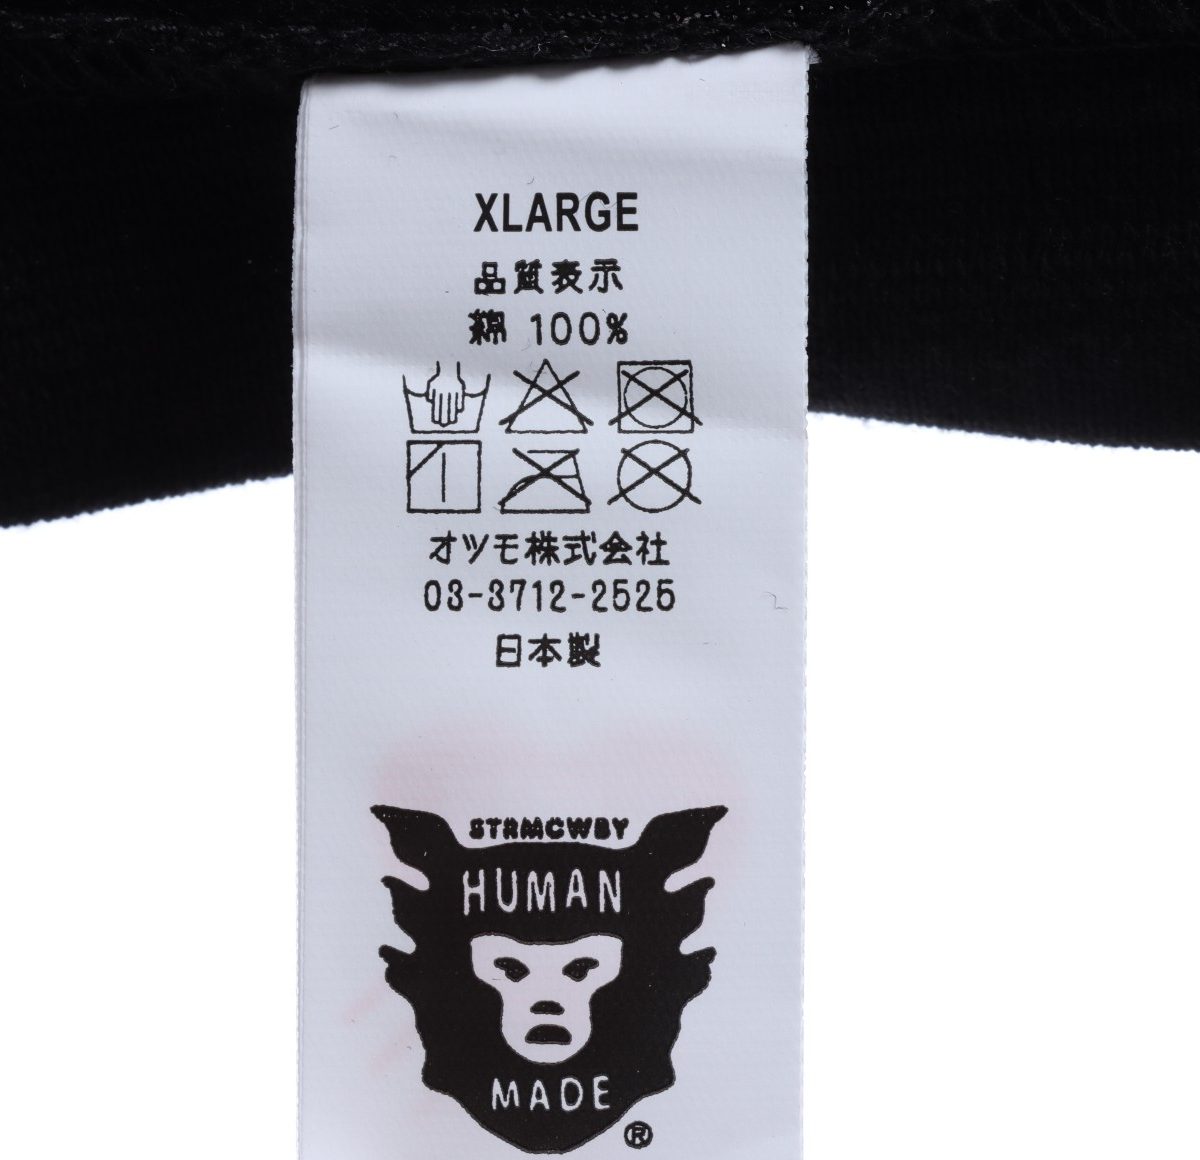 XLARGE
品質表示
綿 100%
オツモ株式会社
03-3712-2525
日本製
STRMCWBY
HUMAN
MADE
®